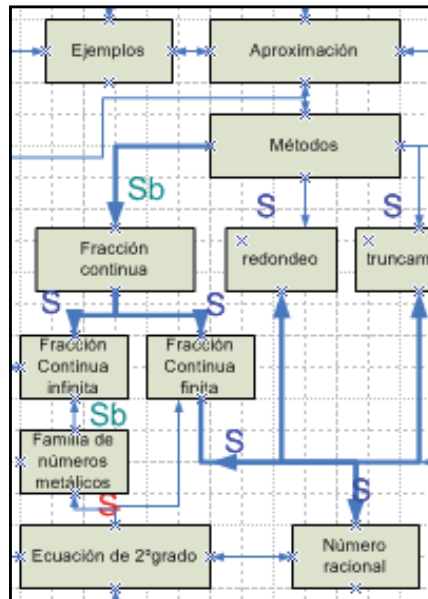 Ejemplos
Aproximación
Métodos
Sb
S
S
Fracción
continua
redondeo
truncam
S
S
Fracción
Continua
infinita
Fracción
Continua
finita
Sb
Familia de
números
metálicos
S
S
S
Ecuación de 2ºgrado
Número
racional